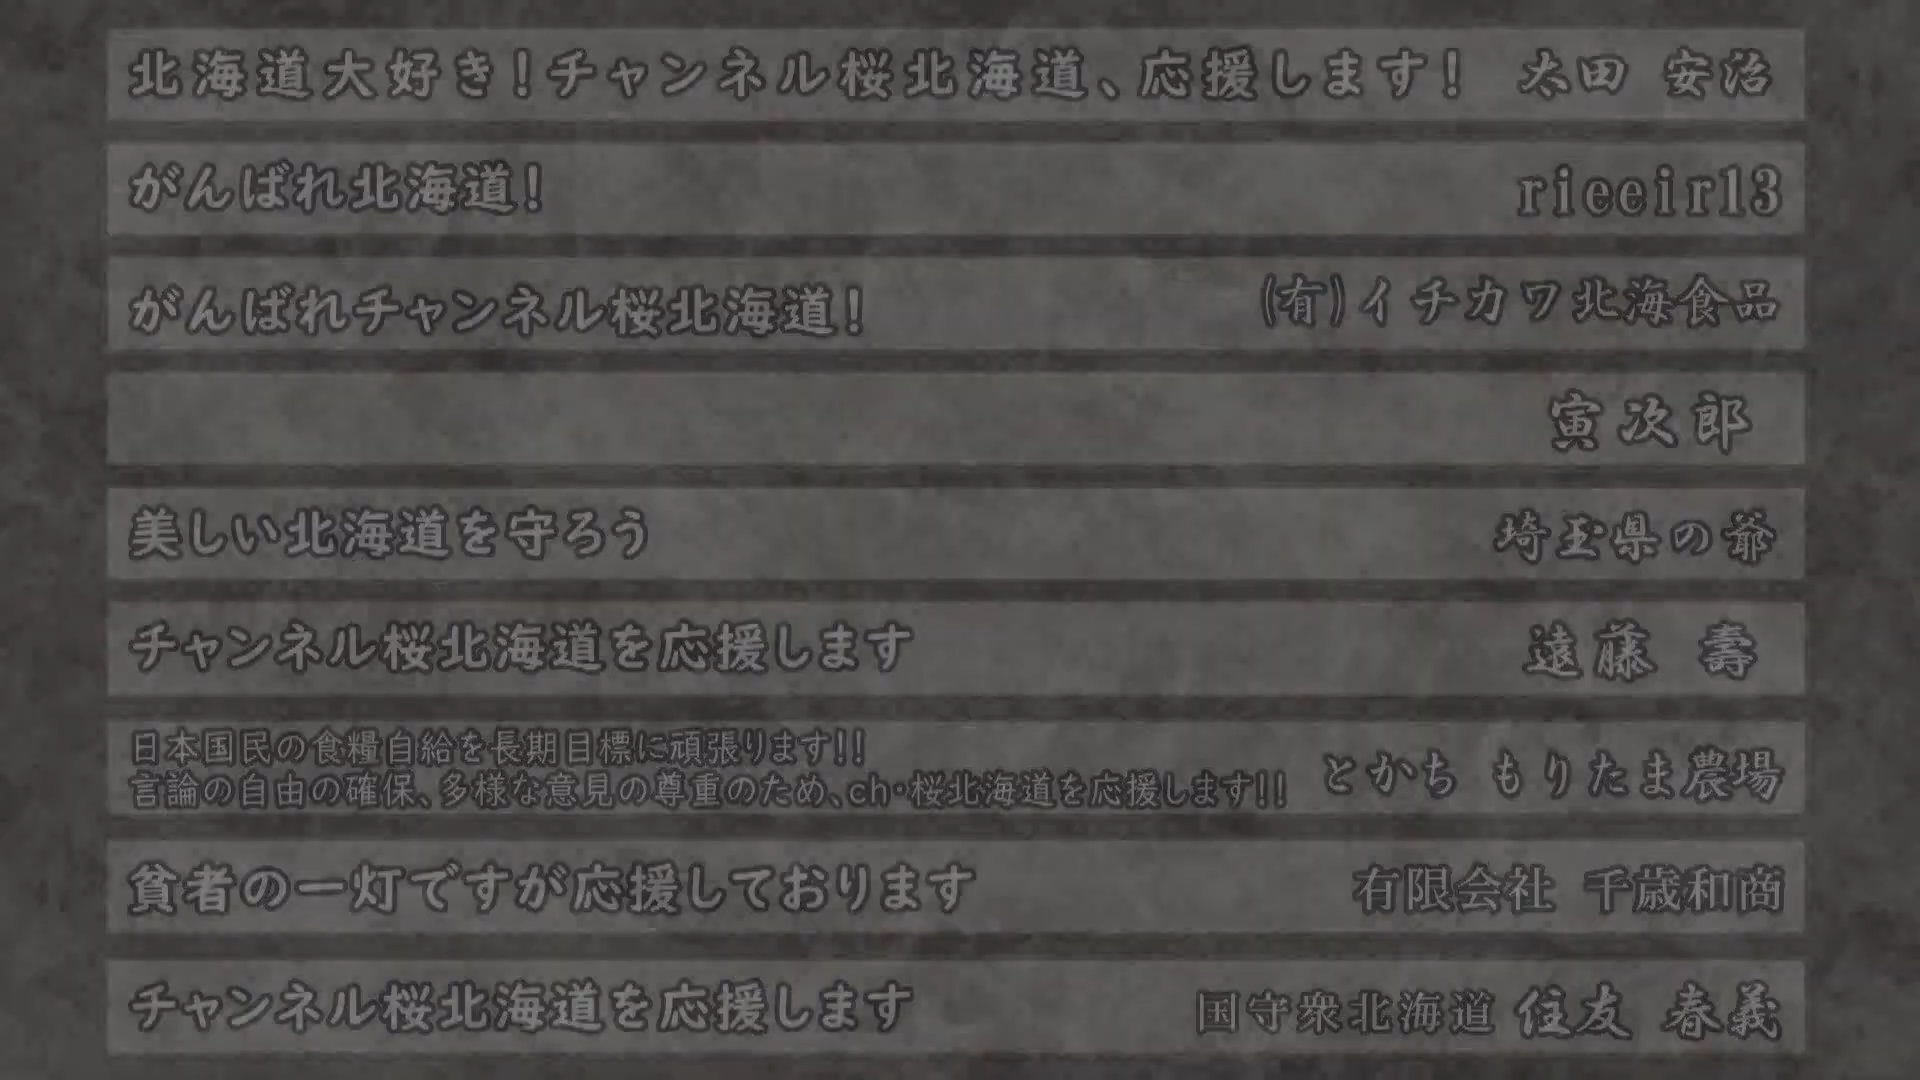 北海道大好き！チャンネル桜北海道、応援します！ 太田 安治
がんばれ北海道！ rieeir13
がんばれチャンネル桜北海道！ (有)イチカワ北海食品
寅次郎
美しい北海道を守ろう 埼玉県の爺
チャンネル桜北海道を応援します 遠藤 壽
日本国民の食糧自給を長期目標に頑張ります！！
言論の自由の確保、多様な意見の尊重のため、ch・桜北海道を応援します！！ とかち もりたま農場
貧者の一灯ですが応援しております 有限会社 千歳和商
チャンネル桜北海道を応援します 国守衆北海道 住友 春義